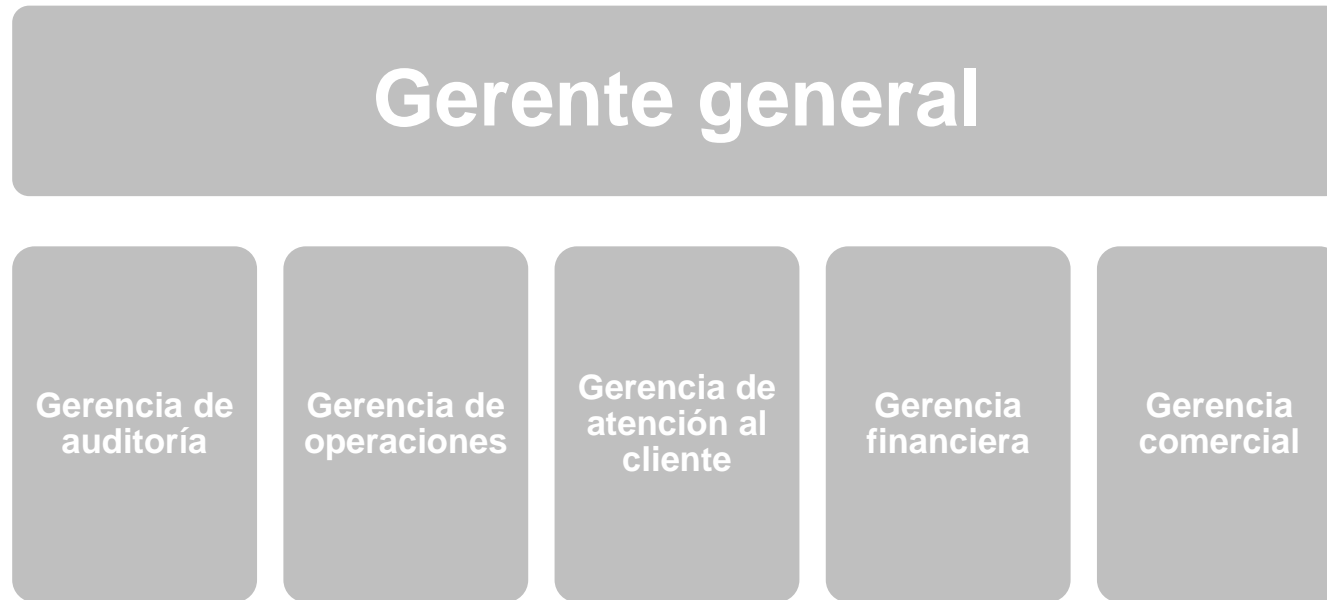 Gerente general
Gerencia de
auditoría
Gerencia de
operaciones
Gerencia de
atención al
cliente
Gerencia
financiera
Gerencia
comercial